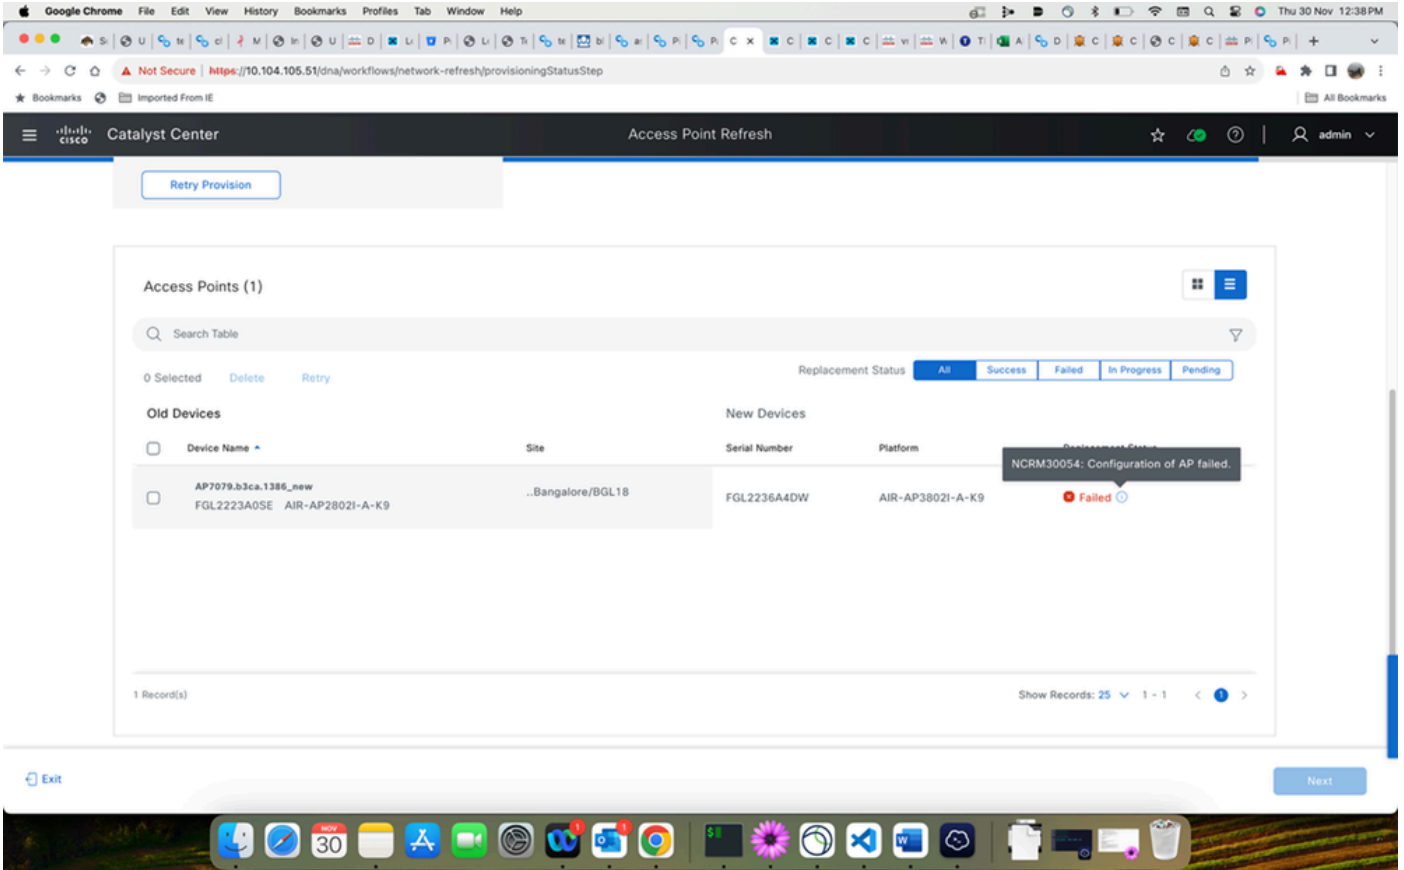 Google Chrome File Edit View History Bookmarks Profiles Tab Window Help Thu 30 Nov 12:38 PM
Not Secure | https://10.104.105.51/dna/workflows/network-refresh/provisioningStatusStep
Bookmarks Imported From IE All Bookmarks
cisco Catalyst Center Access Point Refresh admin
Retry Provision
Access Points (1)
Search Table
0 Selected Delete Retry Replacement Status All Success Failed In Progress Pending
Old Devices New Devices
Device Name Site Serial Number Platform
NCRM30054: Configuration of AP failed.
AP7079.b3ca.1386_new
FGL2223A0SE AIR-AP2802I-A-K9 ..Bangalore/BGL18 FGL2236A4DW AIR-AP3802I-A-K9 Failed
1 Record(s) Show Records: 25 1 - 1 1
Exit Next
NOV
30